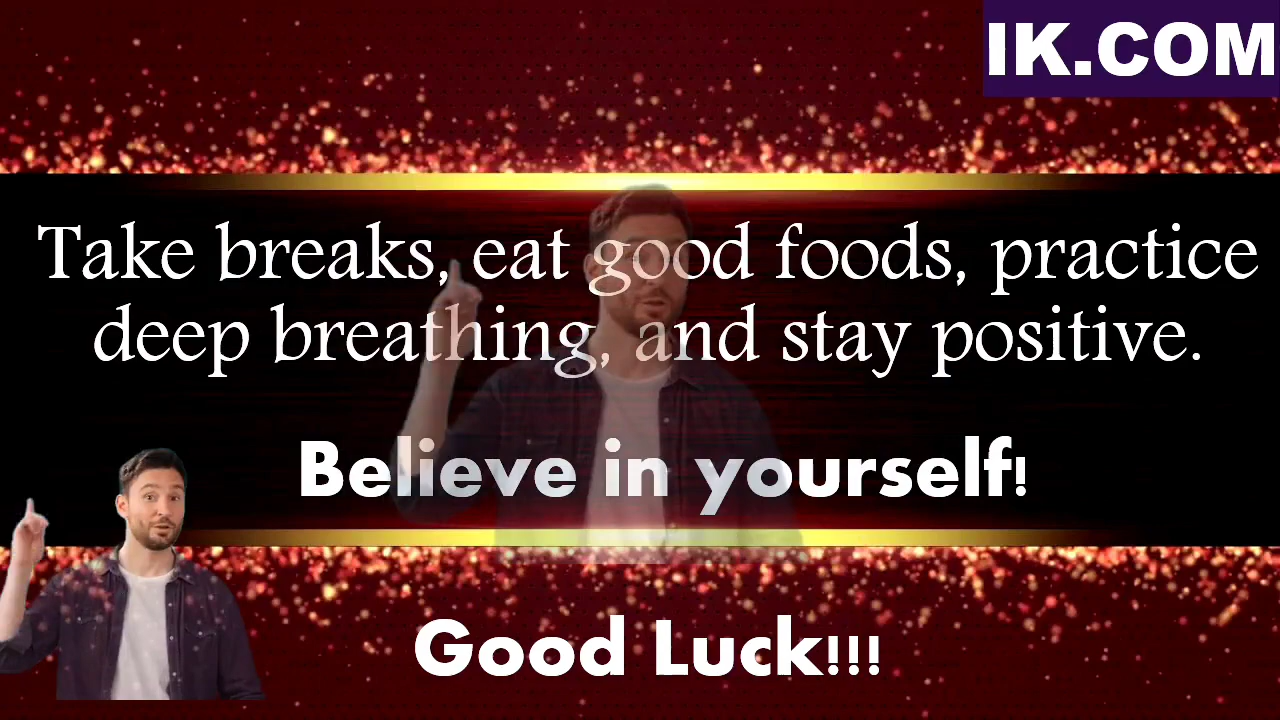 IK.COM
Take breaks, eat good foods, practice
deep breathing, and stay positive.
Believe in yourself!
Good Luck!!!